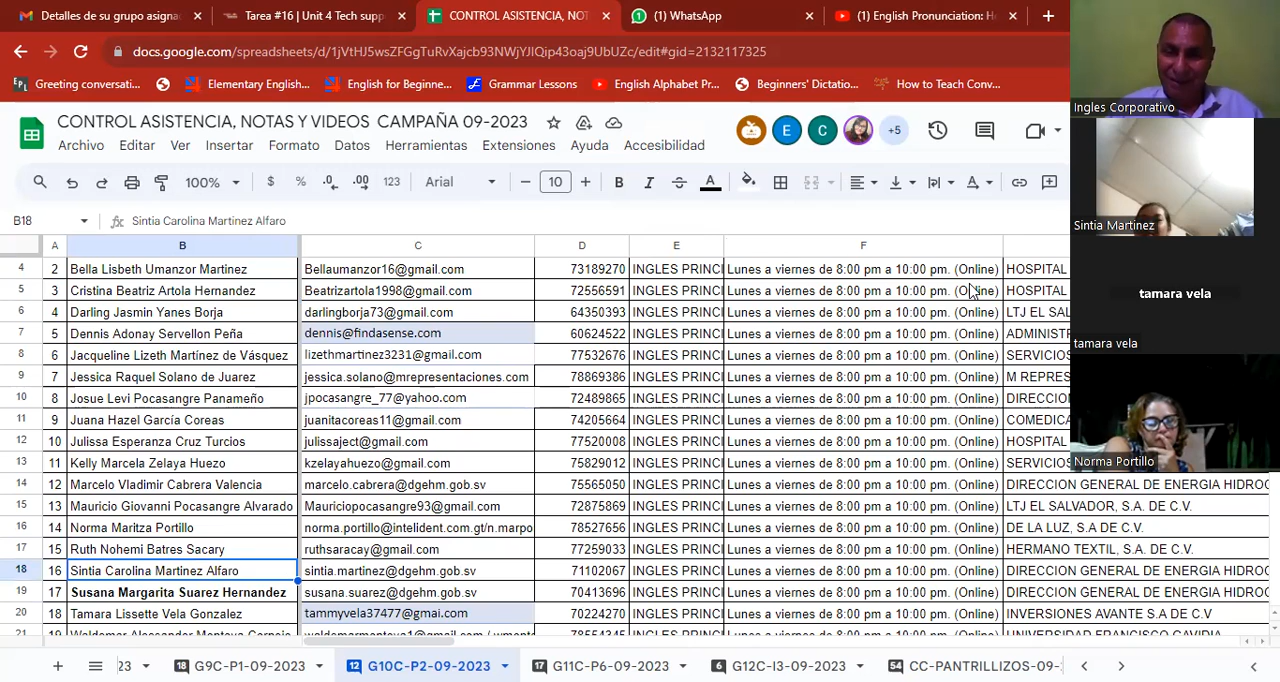 Detalles de su grupo asigna
Tarea #16 | Unit 4 Tech supp
CONTROL ASISTENCIA, NOT
(1) WhatsApp
(1) English Pronunciation: H
docs.google.com/spreadsheets/d/1jVtHJ5wsZFGgTuRvXajcb93NWjYJIQip43oaj9UbUZc/edit#gid=2132117325
Greeting conversati...
Elementary English...
English for Beginne...
Grammar Lessons
English Alphabet Pr...
Beginners' Dictatio...
How to Teach Conv...
CONTROL ASISTENCIA, NOTAS Y VIDEOS CAMPAÑA 09-2023
Archivo Editar Ver Insertar Formato Datos Herramientas Extensiones Ayuda Accesibilidad
E C +5
100% $ % .0 .00 123 Arial 10 B I A
B18 fx Sintia Carolina Martinez Alfaro
A B C D E F
4 2 Bella Lisbeth Umanzor Martinez Bellaumanzor16@gmail.com 73189270 INGLES PRINCI Lunes a viernes de 8:00 pm a 10:00 pm. (Online) HOSPITAL
5 3 Cristina Beatriz Artola Hernandez Beatrizartola1998@gmail.com 72556591 INGLES PRINCI Lunes a viernes de 8:00 pm a 10:00 pm. (Online) HOSPITAL
6 4 Darling Jasmin Yanes Borja darlingborja73@gmail.com 64350393 INGLES PRINCI Lunes a viernes de 8:00 pm a 10:00 pm. (Online) LTJ EL SAL
7 5 Dennis Adonay Servellon Peña dennis@findasense.com 60624522 INGLES PRINCI Lunes a viernes de 8:00 pm a 10:00 pm. (Online) ADMINIST
8 6 Jacqueline Lizeth Martínez de Vásquez lizethmartinez3231@gmail.com 77532676 INGLES PRINCI Lunes a viernes de 8:00 pm a 10:00 pm. (Online) SERVICIOS
9 7 Jessica Raquel Solano de Juarez jessica.solano@mrepresentaciones.com 78869386 INGLES PRINCI Lunes a viernes de 8:00 pm a 10:00 pm. (Online) M REPRES
10 8 Josue Levi Pocasangre Panameño jpocasangre_77@yahoo.com 72489865 INGLES PRINCI Lunes a viernes de 8:00 pm a 10:00 pm. (Online) DIRECCION
11 9 Juana Hazel García Coreas juanitacoreas11@gmail.com 74205664 INGLES PRINCI Lunes a viernes de 8:00 pm a 10:00 pm. (Online) COMEDICA
12 10 Julissa Esperanza Cruz Turcios julissaject@gmail.com 77520008 INGLES PRINCI Lunes a viernes de 8:00 pm a 10:00 pm. (Online) HOSPITAL
13 11 Kelly Marcela Zelaya Huezo kzelayahuezo@gmail.com 75829012 INGLES PRINCI Lunes a viernes de 8:00 pm a 10:00 pm. (Online) SERVICIOS
14 12 Marcelo Vladimir Cabrera Valencia marcelo.cabrera@dgehm.gob.sv 75565050 INGLES PRINCI Lunes a viernes de 8:00 pm a 10:00 pm. (Online) DIRECCION GENERAL DE ENERGIA HIDROC
15 13 Mauricio Giovanni Pocasangre Alvarado Mauriciopocasangre93@gmail.com 72875869 INGLES PRINCI Lunes a viernes de 8:00 pm a 10:00 pm. (Online) LTJ EL SALVADOR, S.A. DE C.V.
16 14 Norma Maritza Portillo norma.portillo@intelident.com.gt/n.marpo 78527656 INGLES PRINCI Lunes a viernes de 8:00 pm a 10:00 pm. (Online) DE LA LUZ, S.A DE C.V.
17 15 Ruth Nohemi Batres Sacary ruthsaracay@gmail.com 77259033 INGLES PRINCI Lunes a viernes de 8:00 pm a 10:00 pm. (Online) HERMANO TEXTIL, S.A. DE C.V.
18 16 Sintia Carolina Martinez Alfaro sintia.martinez@dgehm.gob.sv 71102067 INGLES PRINCI Lunes a viernes de 8:00 pm a 10:00 pm. (Online) DIRECCION GENERAL DE ENERGIA HIDROC
19 17 Susana Margarita Suarez Hernandez susana.suarez@dgehm.gob.sv 70413696 INGLES PRINCI Lunes a viernes de 8:00 pm a 10:00 pm. (Online) DIRECCION GENERAL DE ENERGIA HIDROC
20 18 Tamara Lissette Vela Gonzalez tammyvela37477@gmai.com 70224270 INGLES PRINCI Lunes a viernes de 8:00 pm a 10:00 pm. (Online) INVERSIONES AVANTE S.A DE C.V
23 G9C-P1-09-2023 12 G10C-P2-09-2023 17 G11C-P6-09-2023 6 G12C-I3-09-2023 54 CC-PANTRILLIZOS-09-
Ingles Corporativo
Sintia Martinez
tamara vela
tamara vela
Norma Portillo